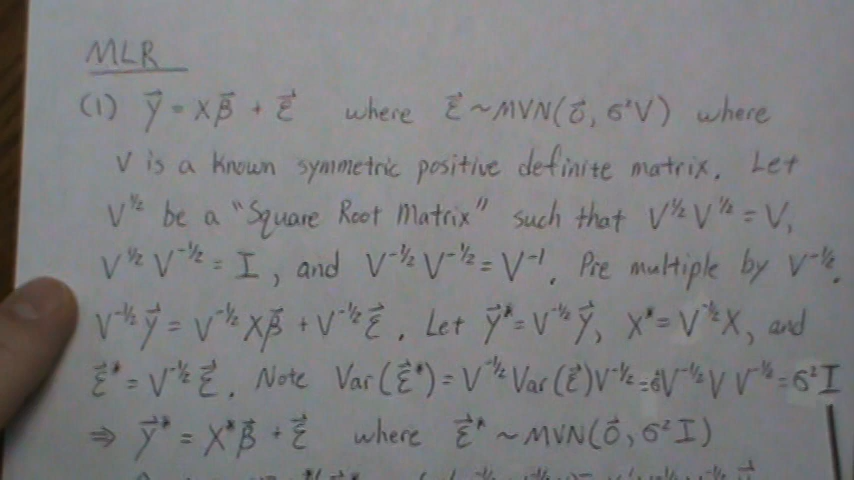 MLR
(1) y⃗ = Xβ⃗ + ε⃗ where ε⃗ ~ MVN(0⃗, σ²V) where
V is a known symmetric positive definite matrix. Let
V^½ be a "Square Root Matrix" such that V^½ V^½ = V,
V^½ V^-½ = I, and V^-½ V^-½ = V^-1. Pre multiple by V^-½.
V^-½ y⃗ = V^-½ Xβ⃗ + V^-½ ε⃗. Let y⃗* = V^-½ y⃗, X* = V^-½ X, and
ε⃗* = V^-½ ε⃗. Note Var(ε⃗*) = V^-½ Var(ε⃗) V^-½ = σ²V^-½ V V^-½ = σ² I
⇒ y⃗* = X*β⃗ + ε⃗ where ε⃗* ~ MVN(0⃗, σ² I)